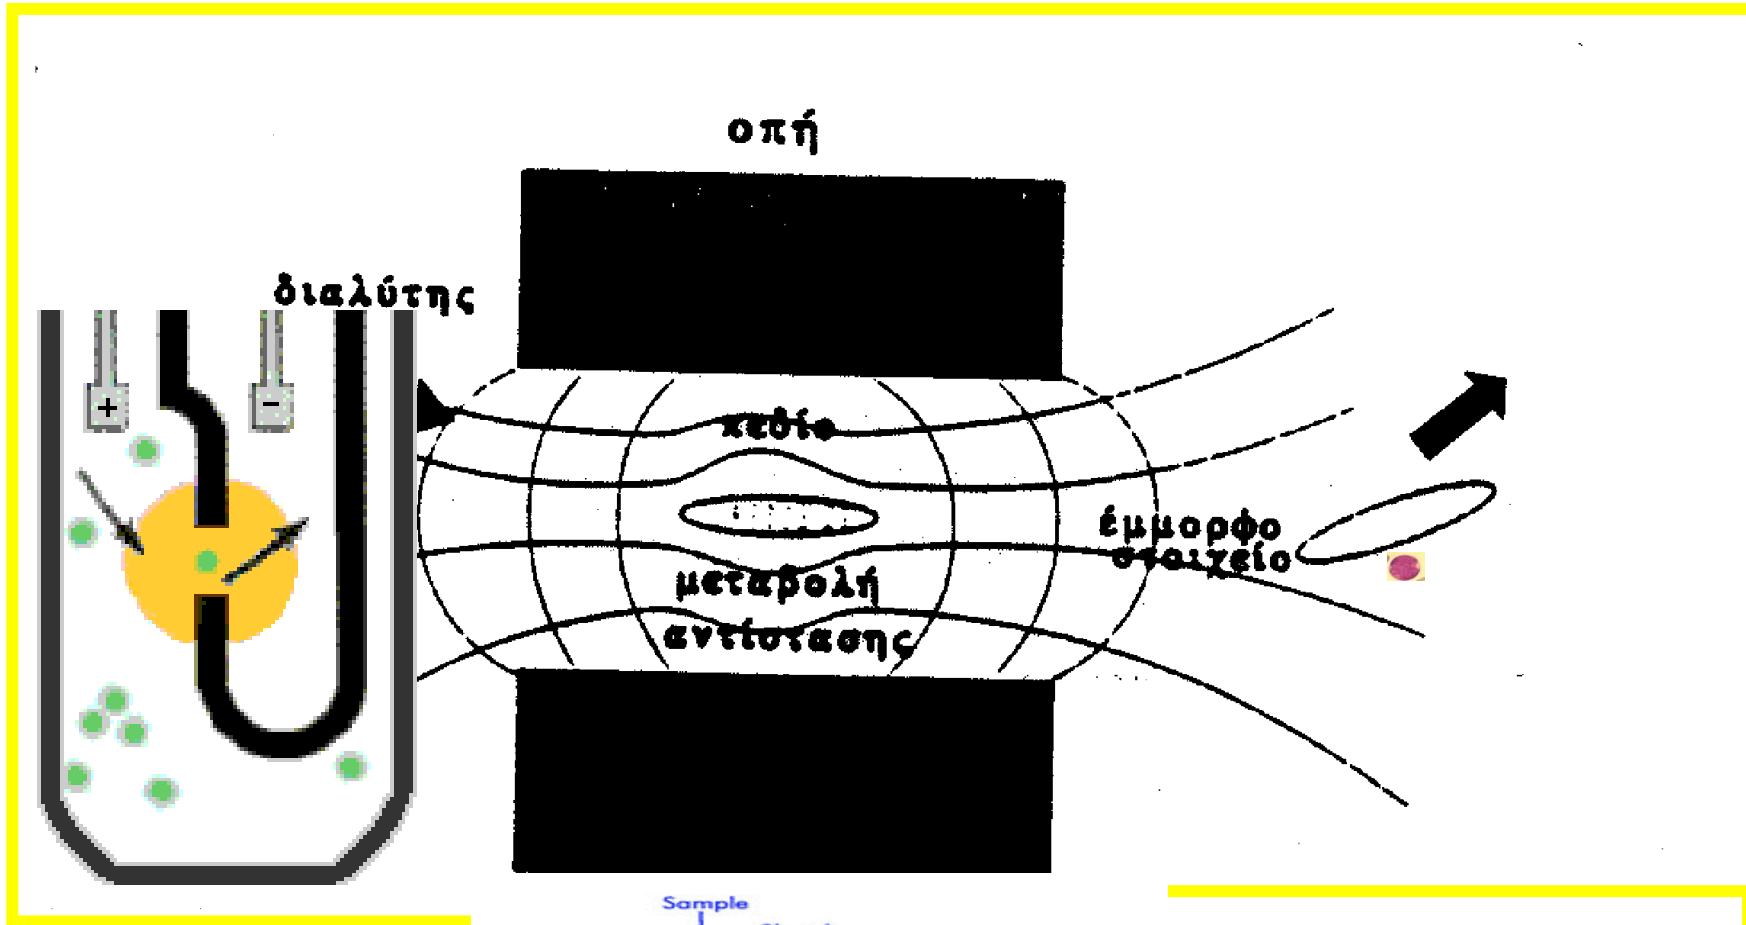 οπή
διαλύτης
+ -
πεδίο
έμμορφο
στοιχείο
μεταβολή
αντίστασης
Sample